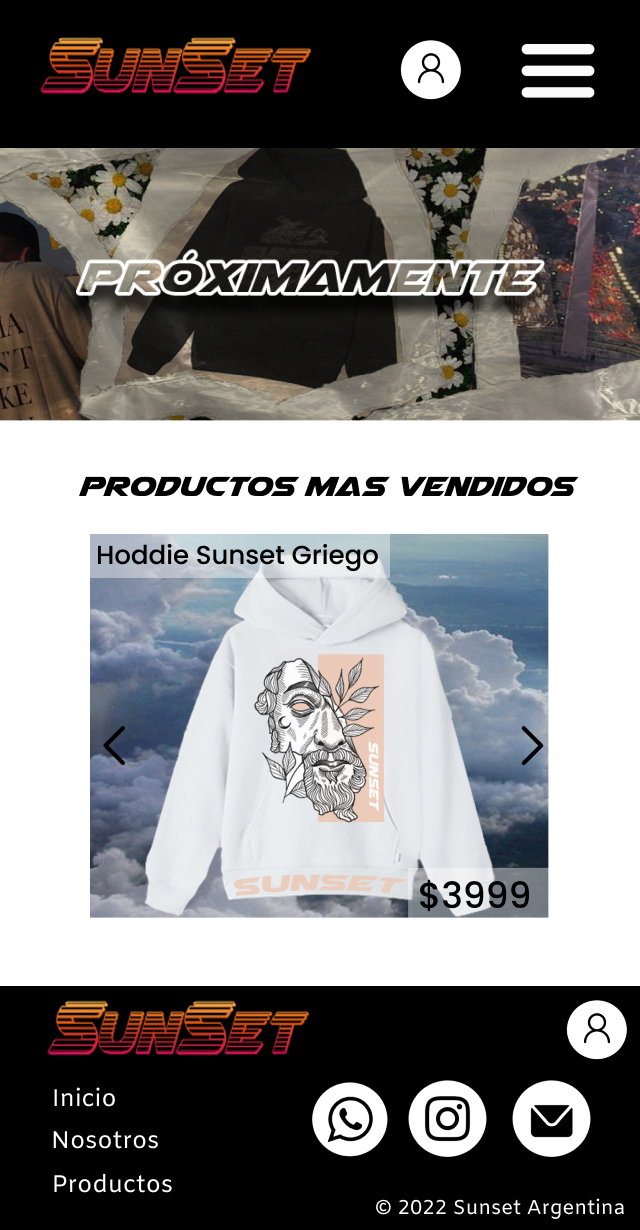 SUNSET
PRÓXIMAMENTE
PRODUCTOS MAS VENDIDOS
Hoddie Sunset Griego
SUNSET
SUNSET
$3999
SUNSET
Inicio
Nosotros
Productos
© 2022 Sunset Argentina